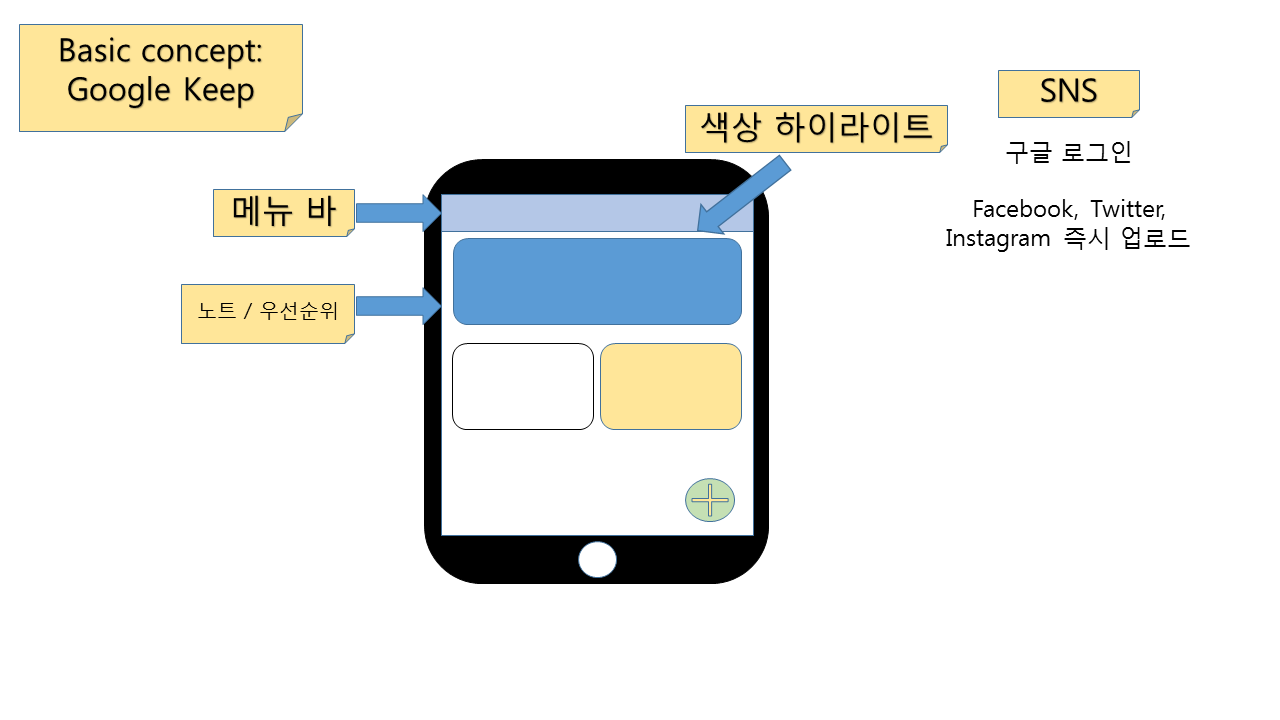 Basic concept:
Google Keep
SNS
색상 하이라이트
구글 로그인
메뉴 바
Facebook, Twitter,
Instagram 즉시 업로드
노트 / 우선순위